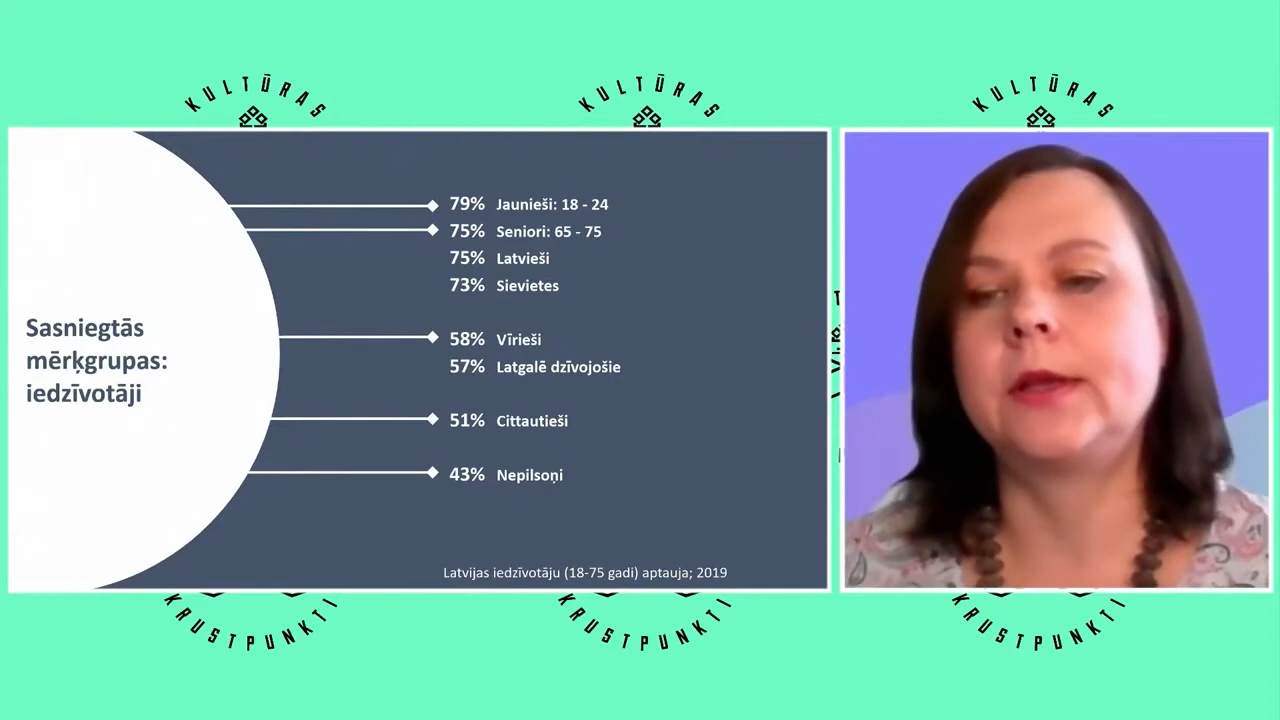 KULTŪRAS
KULTŪRAS
KULTŪRAS
Sasniegtās
mērķgrupas:
iedzīvotāji
79% Jaunieši: 18 - 24
75% Seniori: 65 - 75
75% Latvieši
73% Sievietes
58% Vīrieši
57% Latgalē dzīvojošie
51% Cittautieši
43% Nepilsoņi
Latvijas iedzīvotāju (18-75 gadi) aptauja; 2019
KRUSTPUNKTI
KRUSTPUNKTI
KRUSTPUNKTI